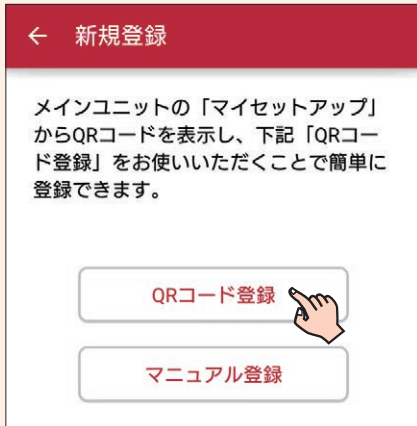 ← 新規登録
メインユニットの「マイセットアップ」
からQRコードを表示し、下記「QRコー
ド登録」をお使いいただくことで簡単に
登録できます。
QRコード登録
マニュアル登録